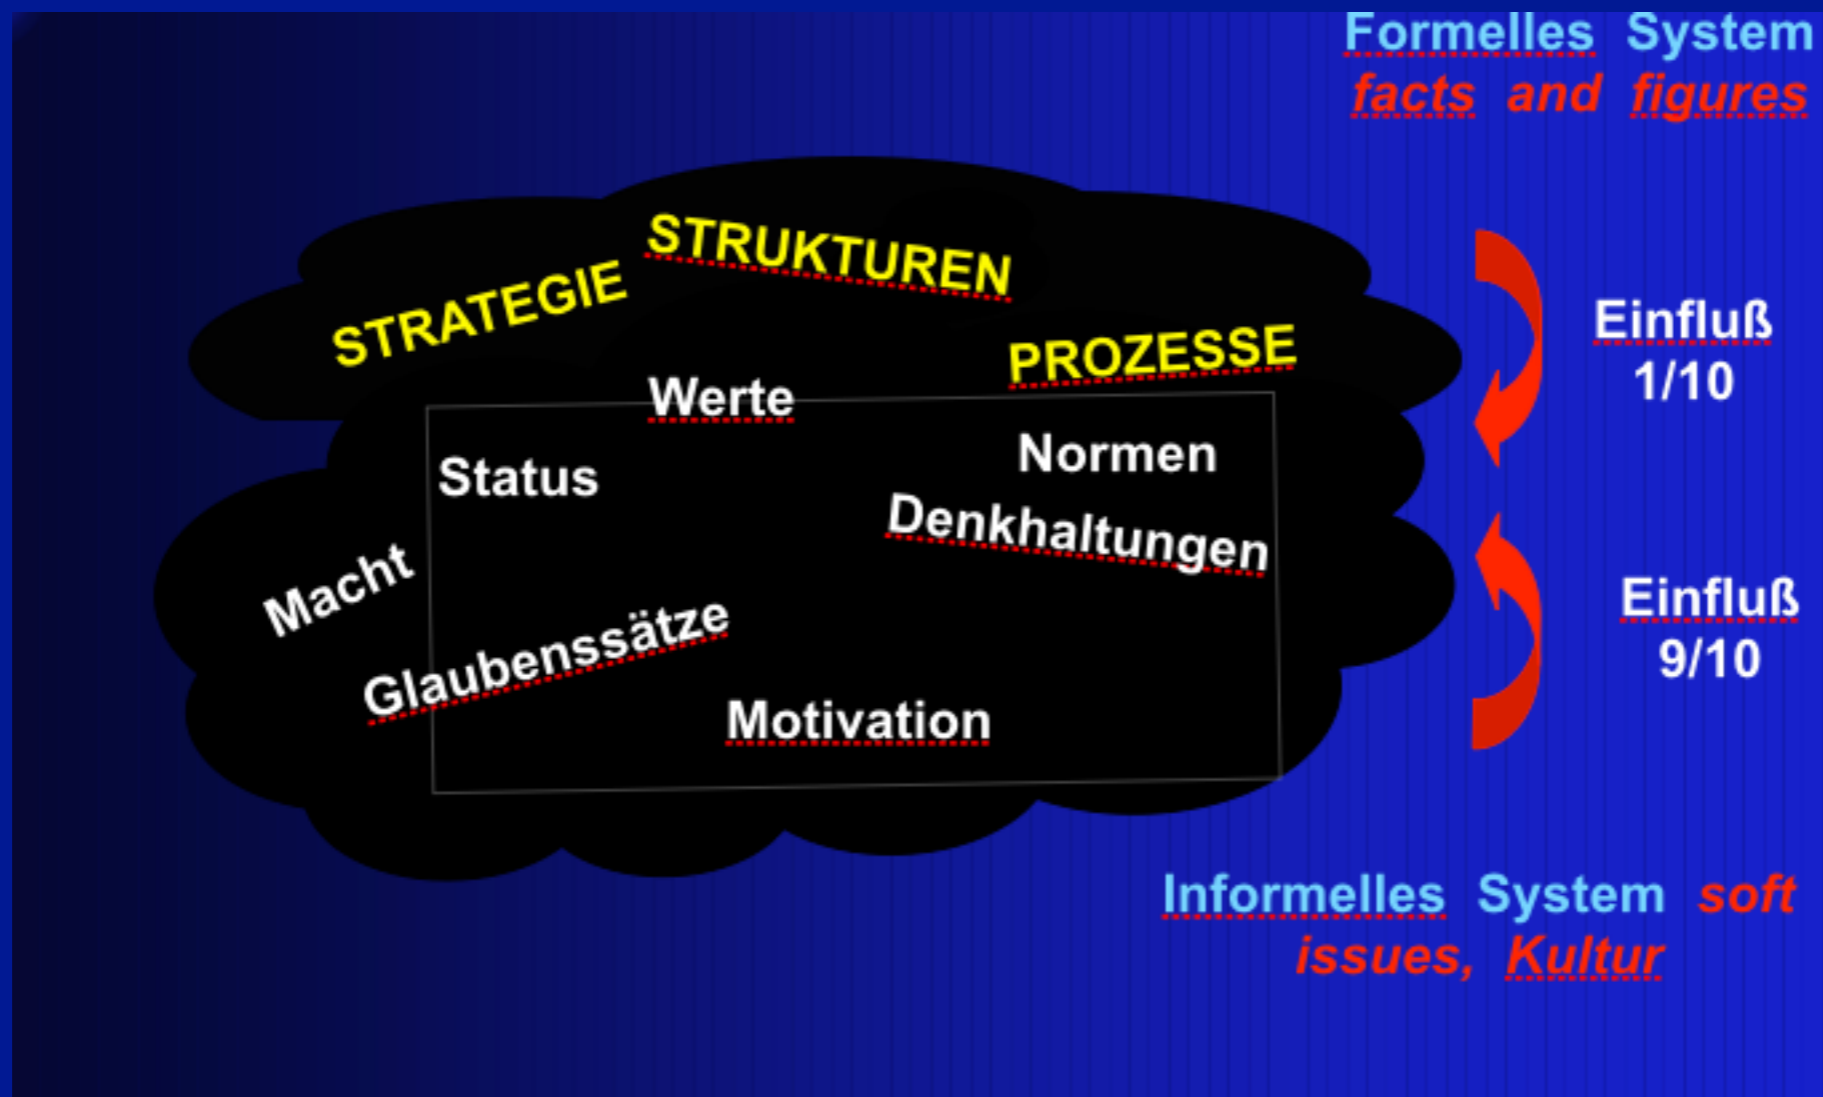 Formelles System
facts and figures
STRUKTUREN
STRATEGIE
PROZESSE
Einfluß
1/10
Werte
Normen
Status
Denkhaltungen
Macht
Einfluß
9/10
Glaubenssätze
Motivation
Informelles System soft
issues, Kultur